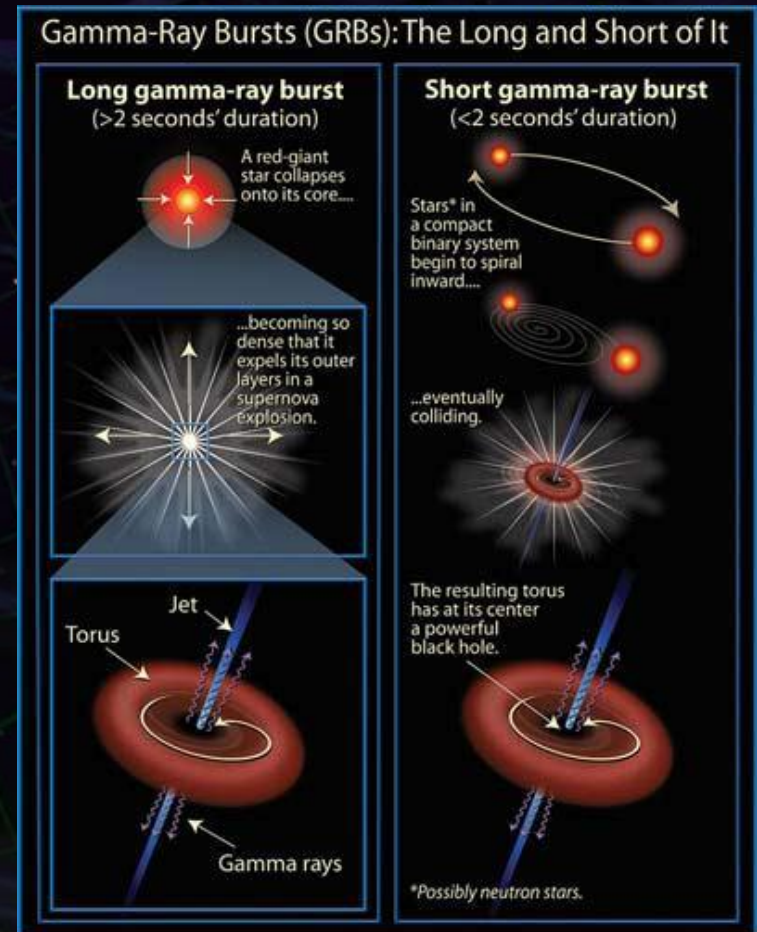 Gamma-Ray Bursts (GRBs): The Long and Short of It
Long gamma-ray burst
(>2 seconds' duration)
A red-giant
star collapses
onto its core....
...becoming so
dense that it
expels its outer
layers in a
supernova
explosion.
Jet
Torus
Gamma rays
Short gamma-ray burst
(<2 seconds' duration)
Stars* in
a compact
binary system
begin to spiral
inward....
...eventually
colliding.
The resulting torus
has at its center
a powerful
black hole.
*Possibly neutron stars.